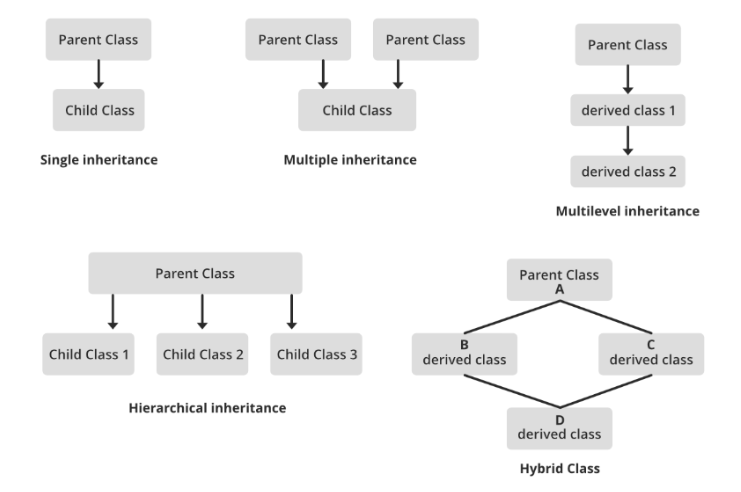 Parent Class
Child Class
Single inheritance
Parent Class
Parent Class
Child Class
Multiple inheritance
Parent Class
derived class 1
derived class 2
Multilevel inheritance
Parent Class
Child Class 1
Child Class 2
Child Class 3
Hierarchical inheritance
Parent Class
A
B
derived class
C
derived class
D
derived class
Hybrid Class